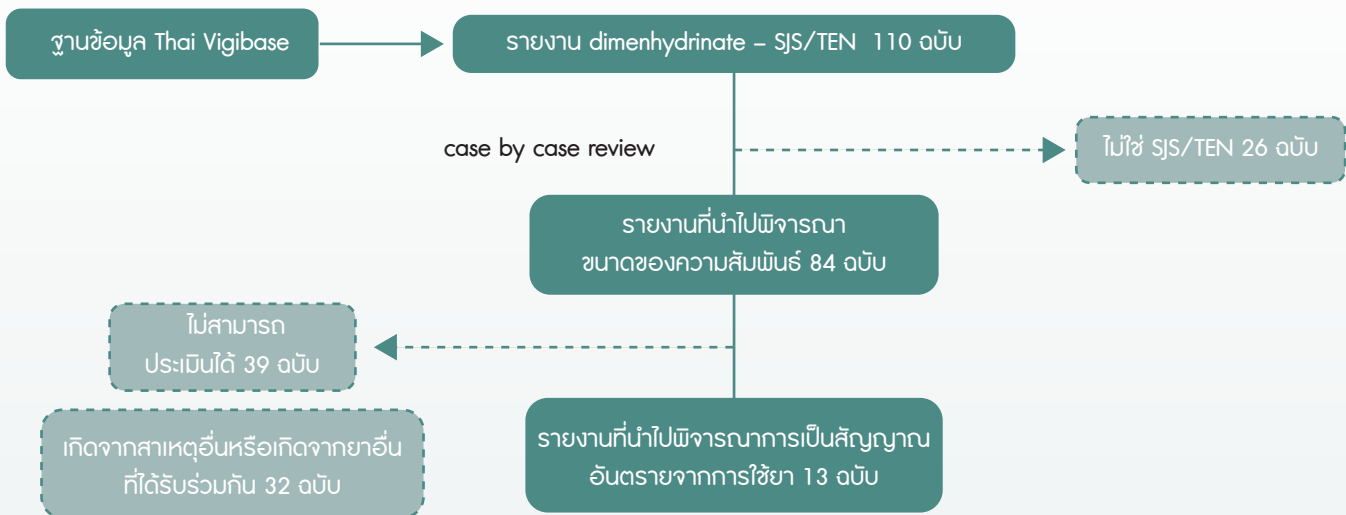 ฐานข้อมูล Thai Vigibase
รายงาน dimenhydrinate – SJS/TEN 110 ฉบับ
case by case review
ไม่ใช่ SJS/TEN 26 ฉบับ
รายงานที่นำไปพิจารณา
ขนาดของความสัมพันธ์ 84 ฉบับ
ไม่สามารถ
ประเมินได้ 39 ฉบับ
เกิดจากสาเหตุอื่นหรือเกิดจากยาอื่น
ที่ได้รับร่วมกัน 32 ฉบับ
รายงานที่นำไปพิจารณาการเป็นสัญญาณ
อันตรายจากการใช้ยา 13 ฉบับ